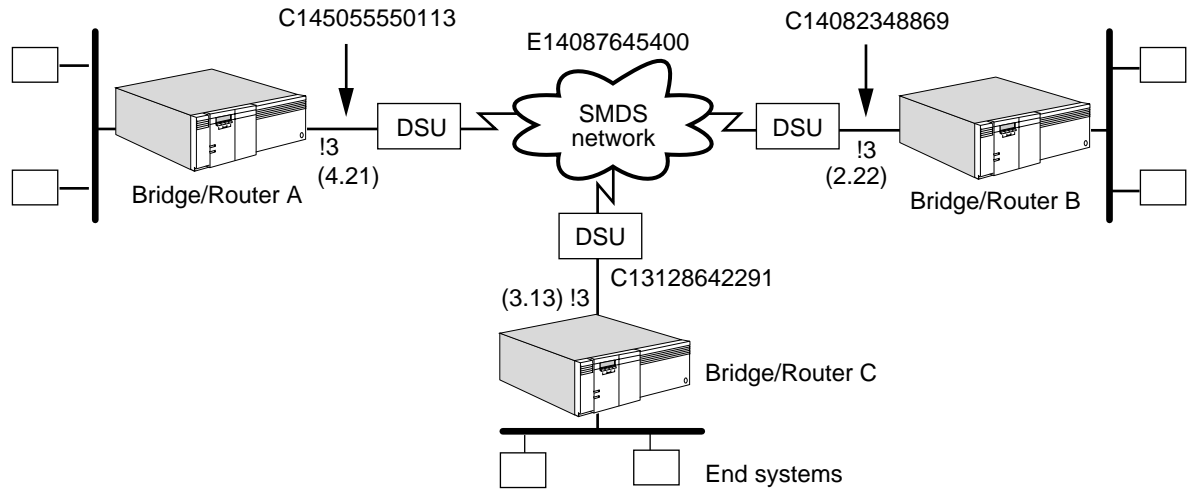 C145055550113
C14082348869
E14087645400
DSU
SMDS
network
DSU
!3
(4.21)
!3
(2.22)
Bridge/Router A
Bridge/Router B
DSU
C13128642291
(3.13) !3
Bridge/Router C
End systems